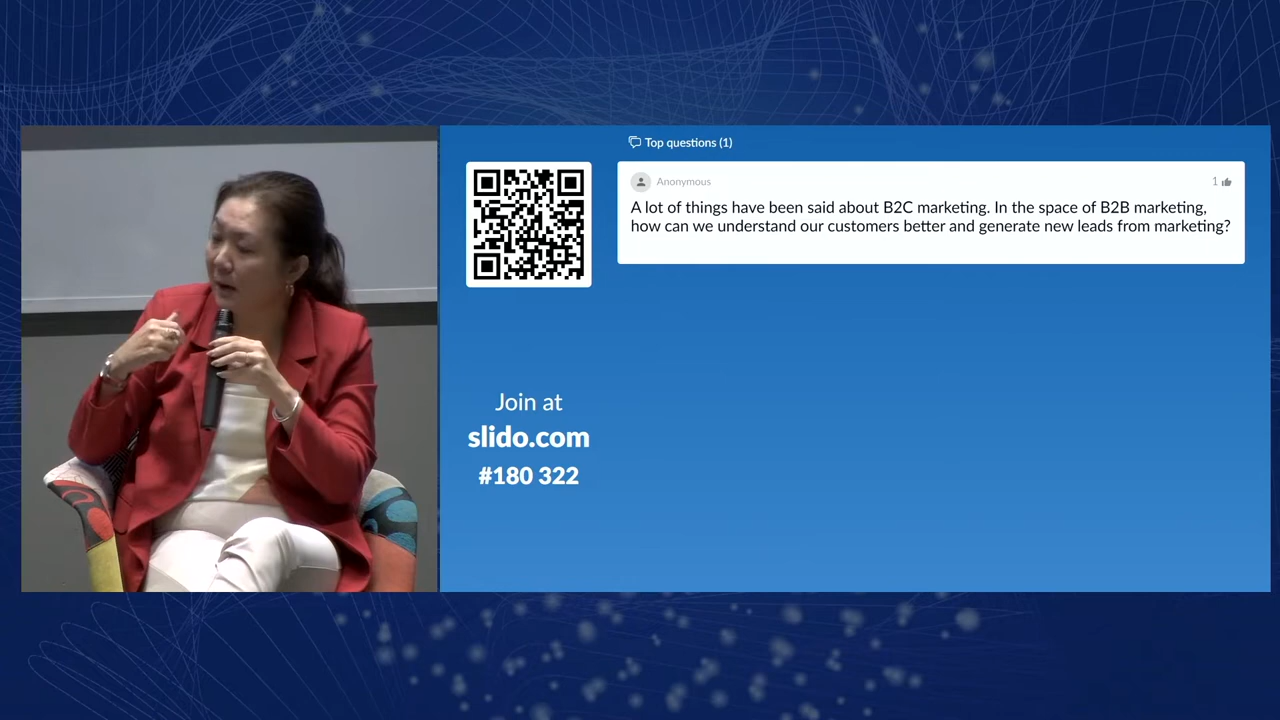 Top questions (1)
Anonymous
1
A lot of things have been said about B2C marketing. In the space of B2B marketing,
how can we understand our customers better and generate new leads from marketing?
Join at
slido.com
#180 322